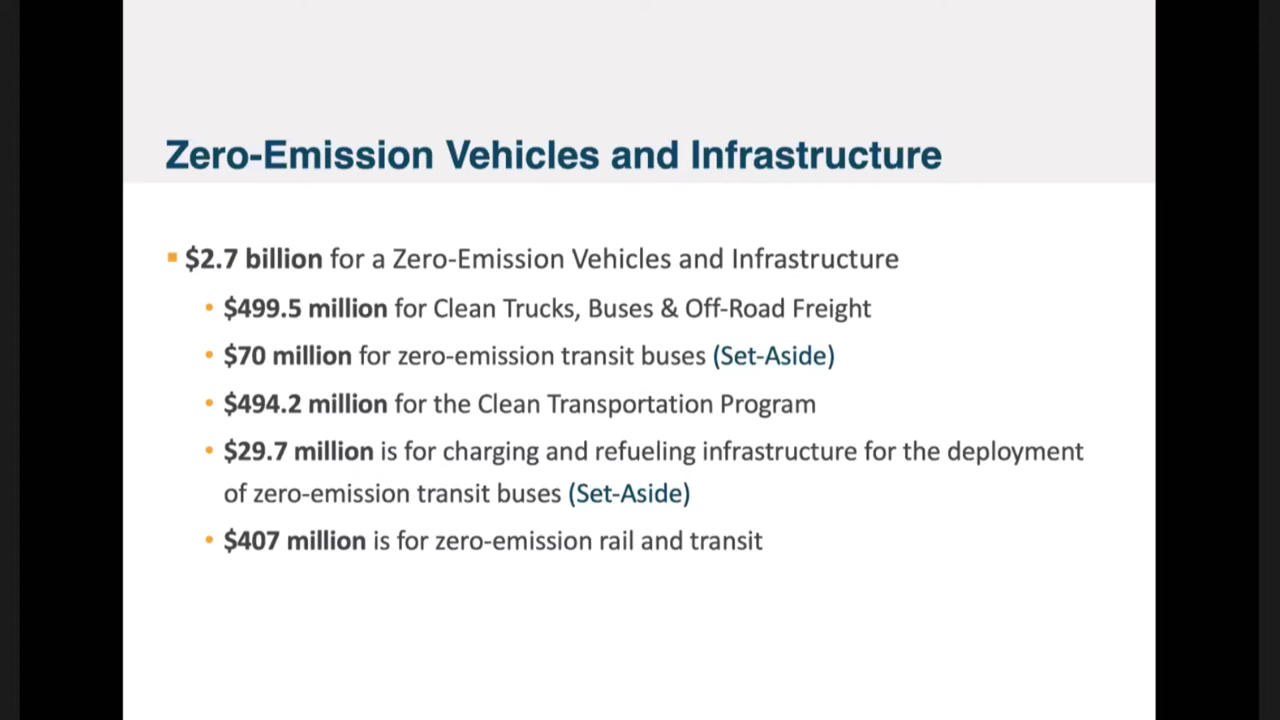 Zero-Emission Vehicles and Infrastructure
▪ $2.7 billion for a Zero-Emission Vehicles and Infrastructure
• $499.5 million for Clean Trucks, Buses & Off-Road Freight
• $70 million for zero-emission transit buses (Set-Aside)
• $494.2 million for the Clean Transportation Program
• $29.7 million is for charging and refueling infrastructure for the deployment
of zero-emission transit buses (Set-Aside)
• $407 million is for zero-emission rail and transit